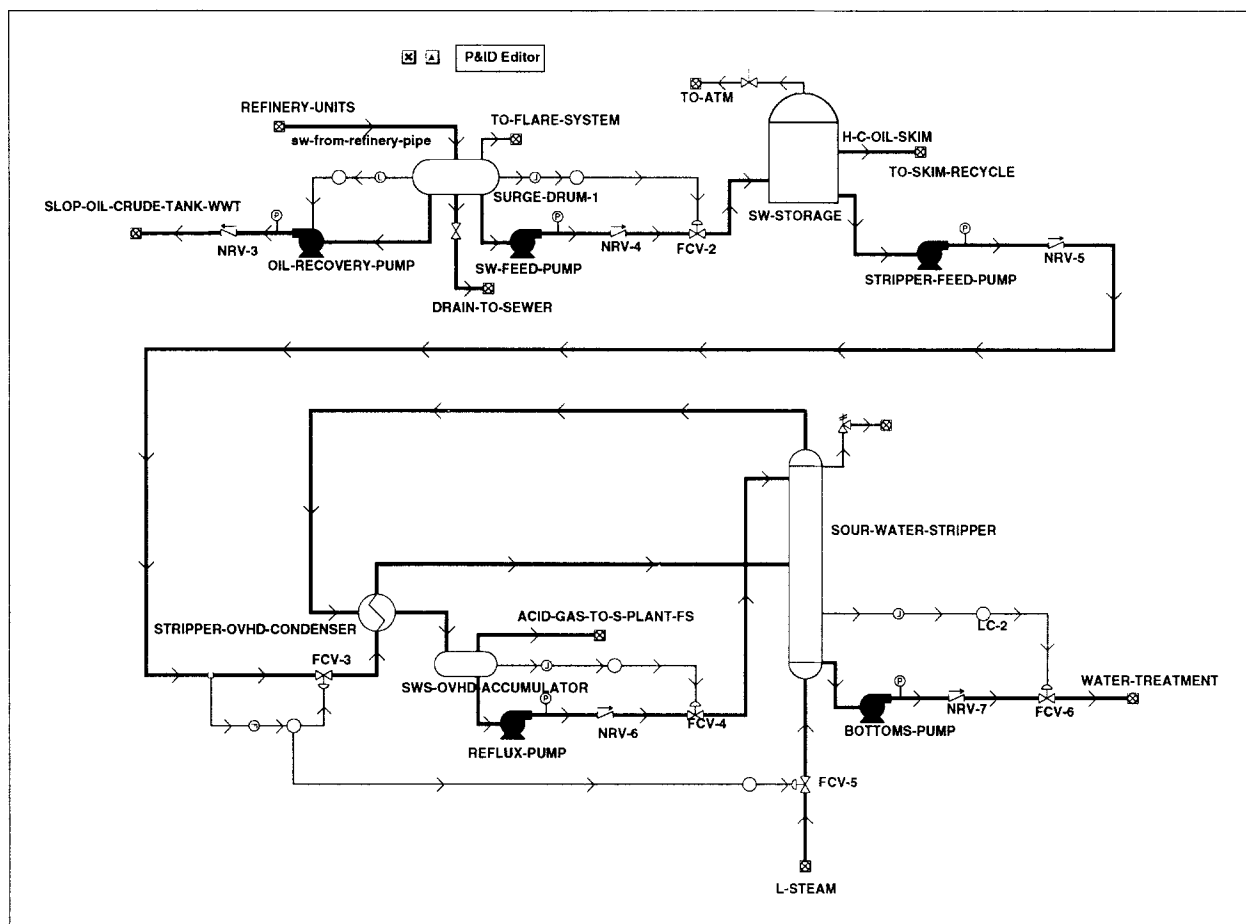 P&ID Editor
REFINERY-UNITS
TO-FLARE-SYSTEM
sw-from-refinery-pipe
TO-ATM
H-C-OIL-SKIM
TO-SKIM-RECYCLE
L
SURGE-DRUM-1
SW-STORAGE
SLOP-OIL-CRUDE-TANK-WWT
P
P
P
NRV-3
OIL-RECOVERY-PUMP
SW-FEED-PUMP
NRV-4
FCV-2
STRIPPER-FEED-PUMP
NRV-5
DRAIN-TO-SEWER
SOUR-WATER-STRIPPER
ACID-GAS-TO-S-PLANT-FS
STRIPPER-OVHD-CONDENSER
LC-2
FCV-3
SWS-OVHD-ACCUMULATOR
P
P
WATER-TREATMENT
NRV-6
FCV-4
NRV-7
FCV-6
REFLUX-PUMP
BOTTOMS-PUMP
FCV-5
L-STEAM